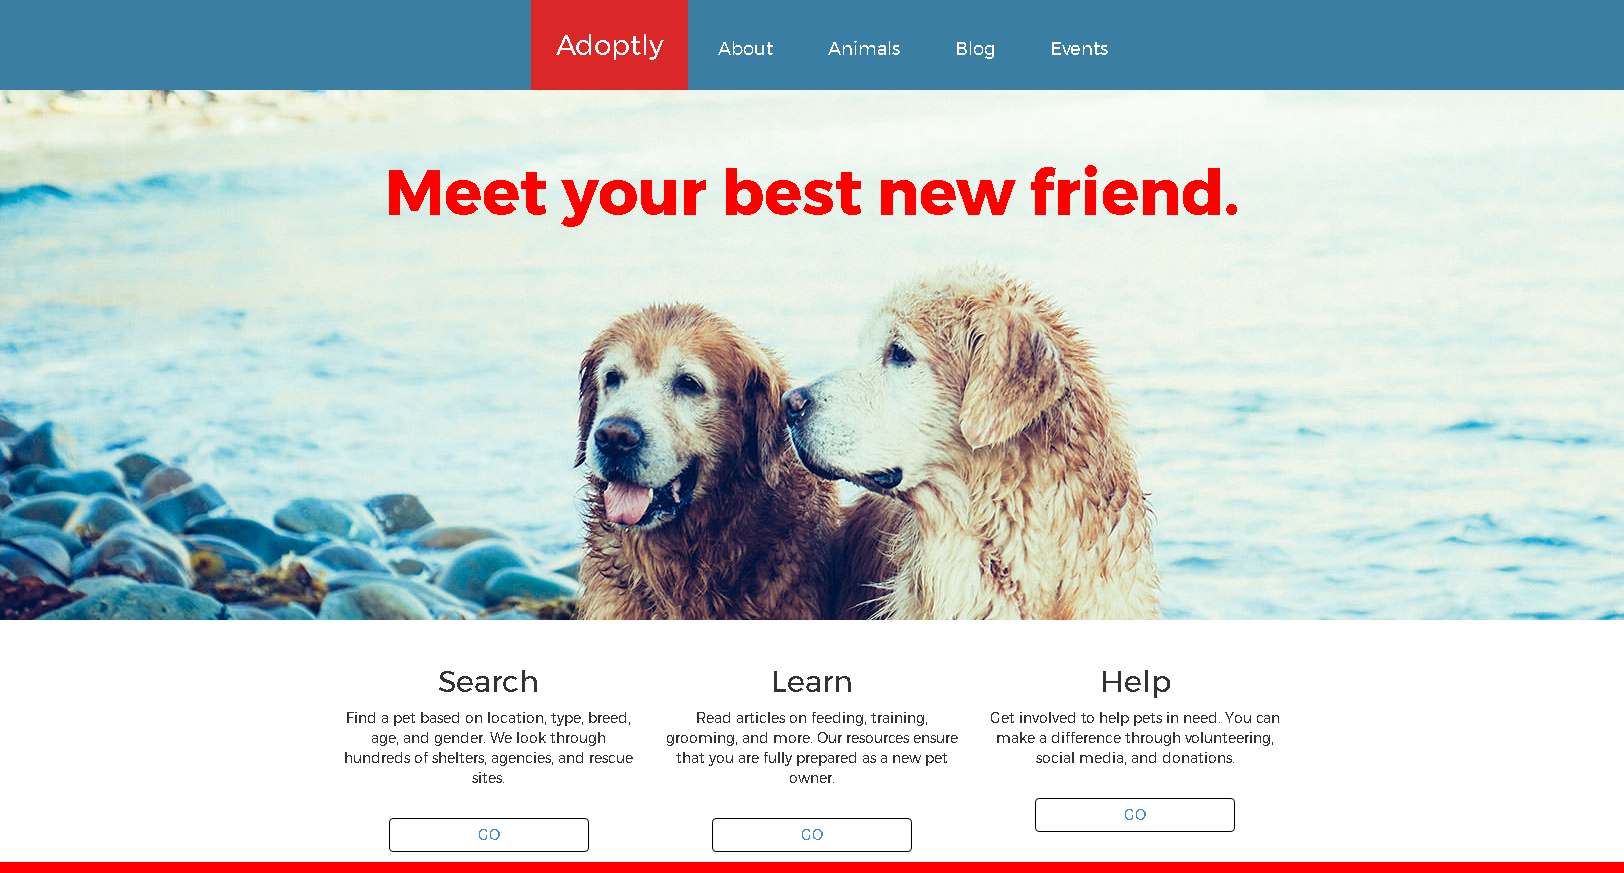 Adoptly About Animals Blog Events
Meet your best new friend.
Search
Find a pet based on location, type, breed,
age, and gender. We look through
hundreds of shelters, agencies, and rescue
sites.
GO
Learn
Read articles on feeding, training,
grooming, and more. Our resources ensure
that you are fully prepared as a new pet
owner.
GO
Help
Get involved to help pets in need. You can
make a difference through volunteering,
social media, and donations.
GO